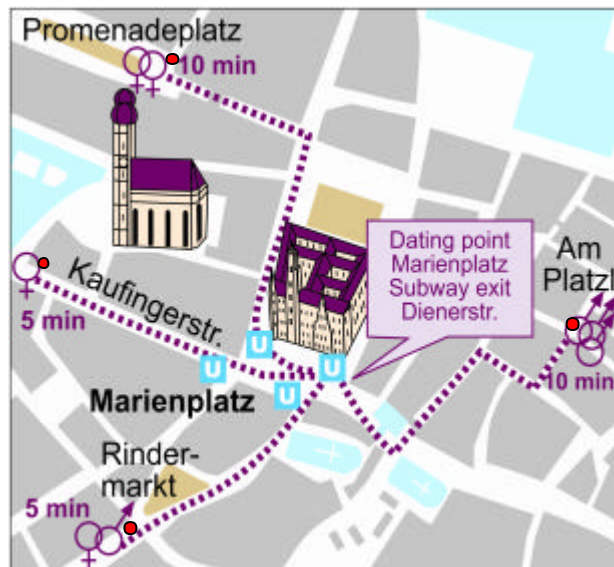 Promenadeplatz
10 min
Dating point
Marienplatz
Subway exit
Dienerstr.
Am
Platzl
10 min
Kaufingerstr.
5 min
U
U
U
U
Marienplatz
Rinder-
markt
5 min